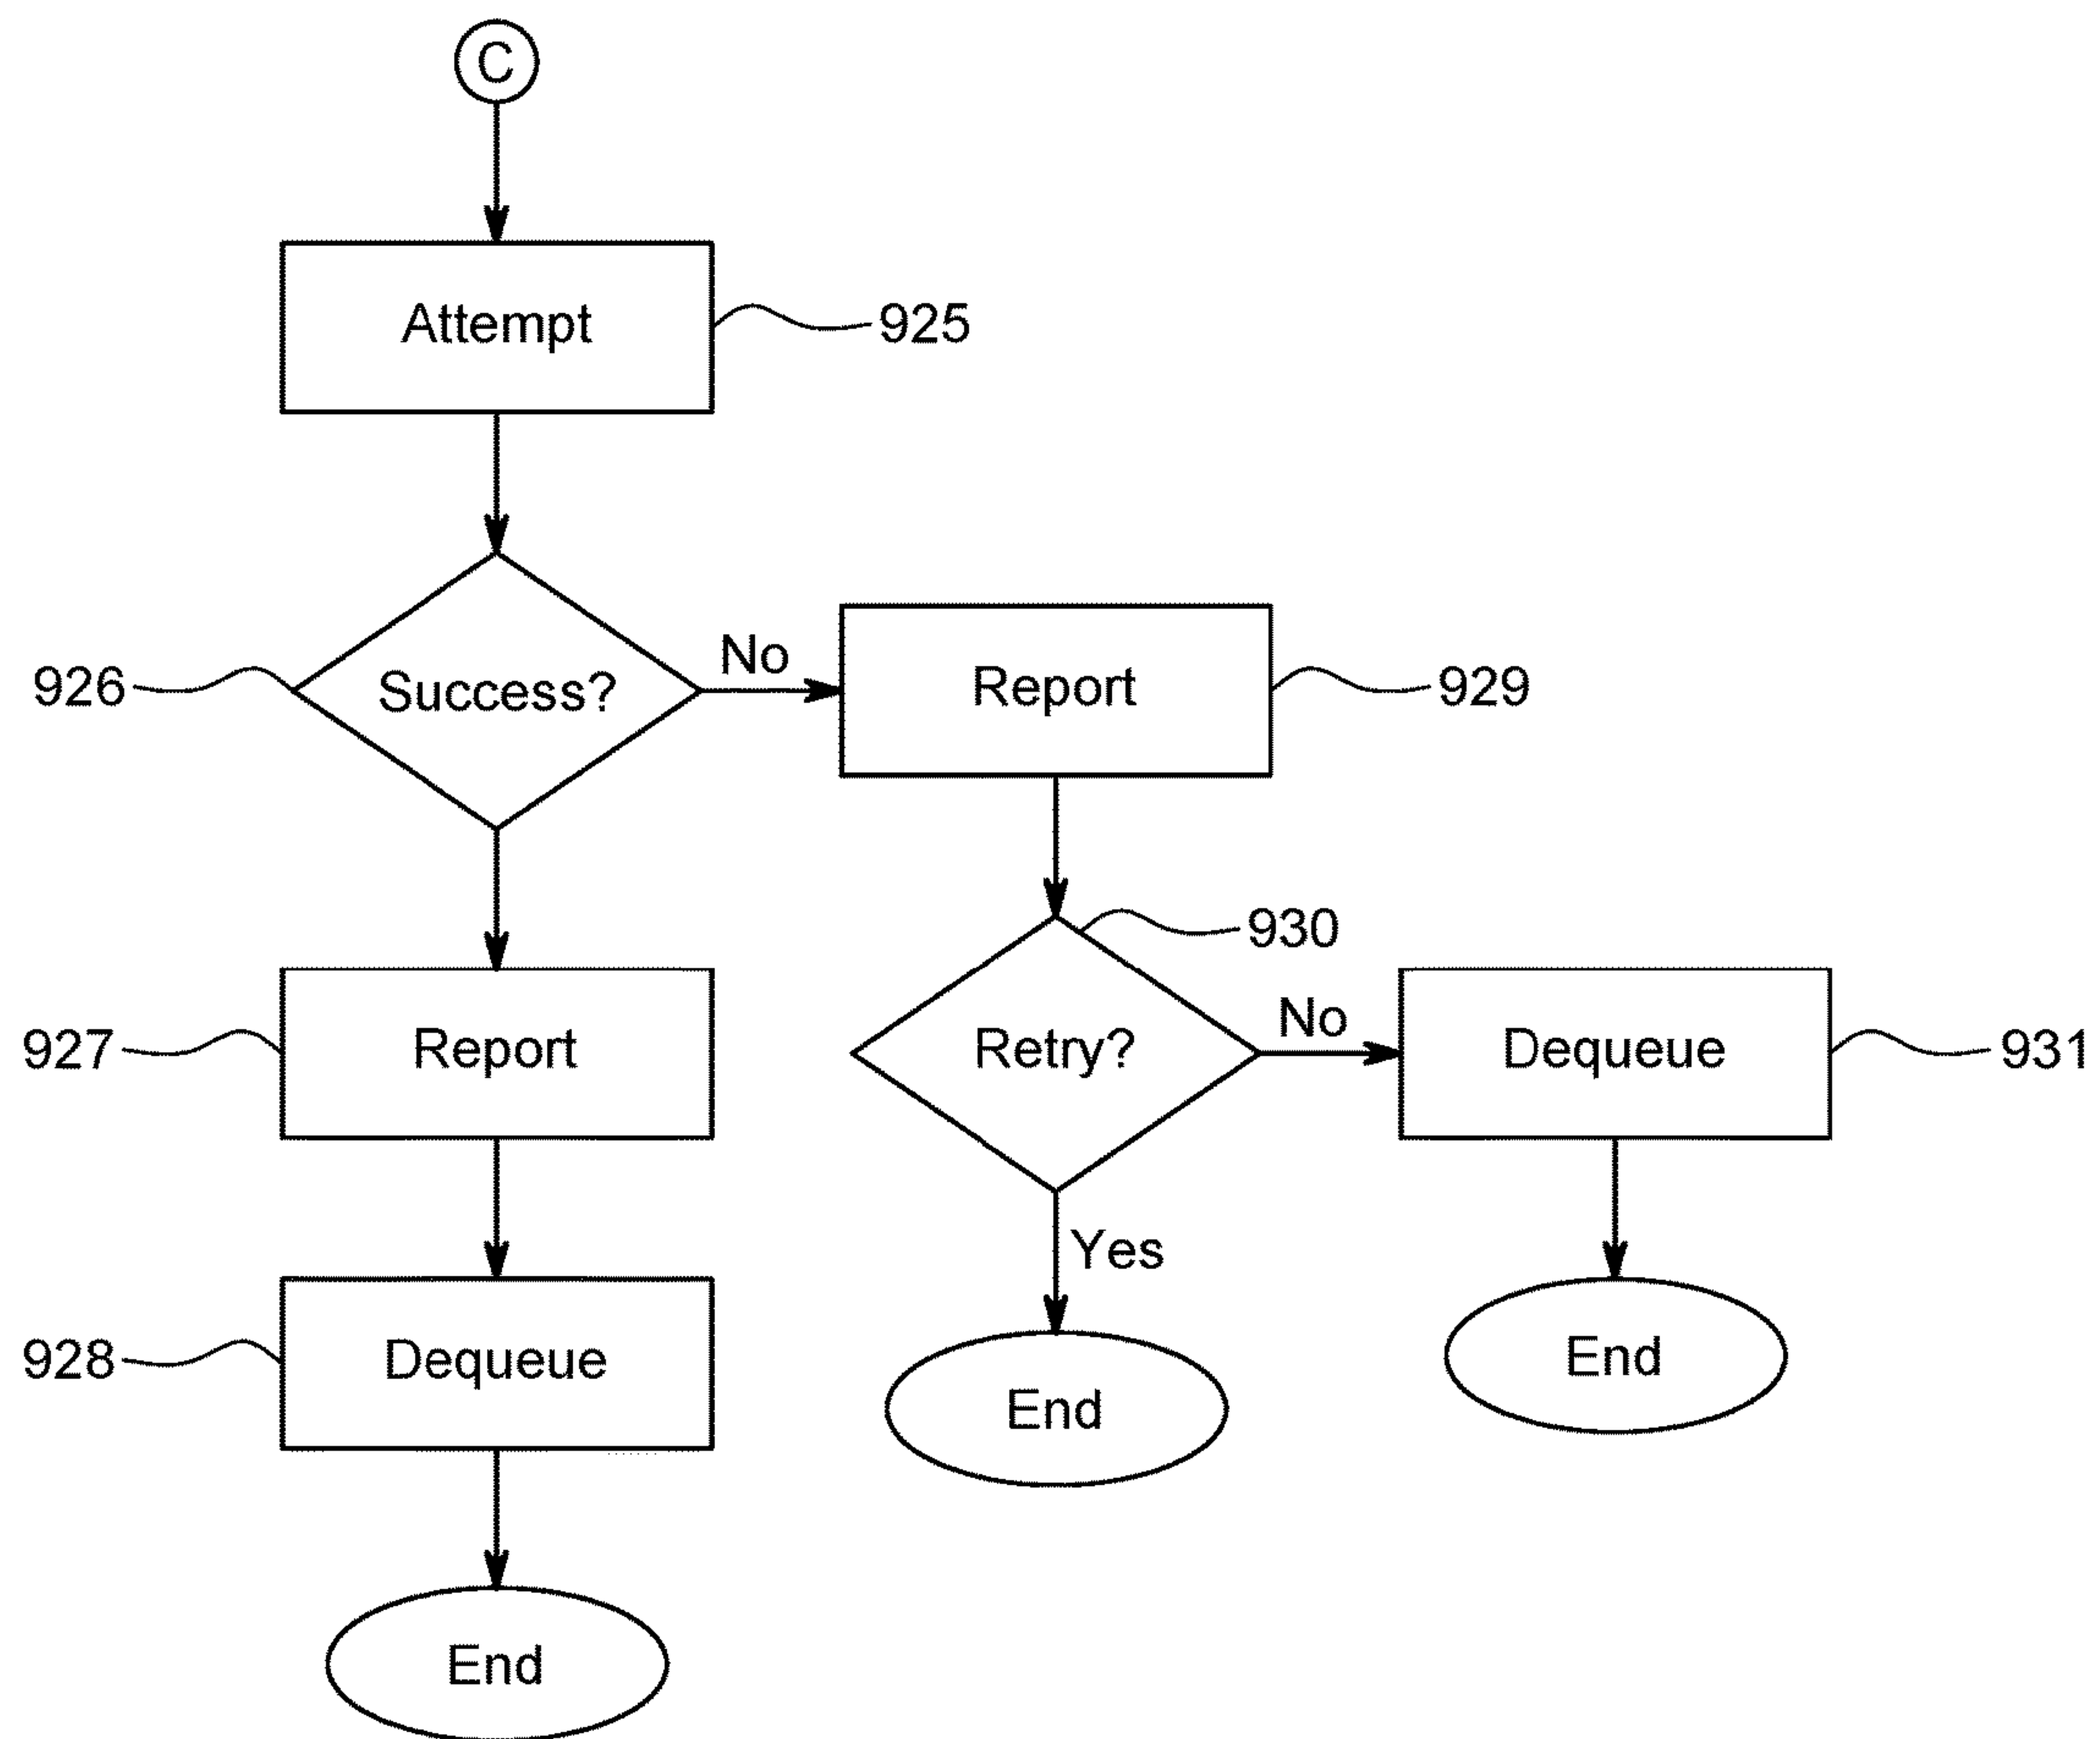 C
Attempt
925
Success?
926
No
Report
929
930
Retry?
No
Dequeue
931
Report
927
Yes
End
End
Dequeue
928
End